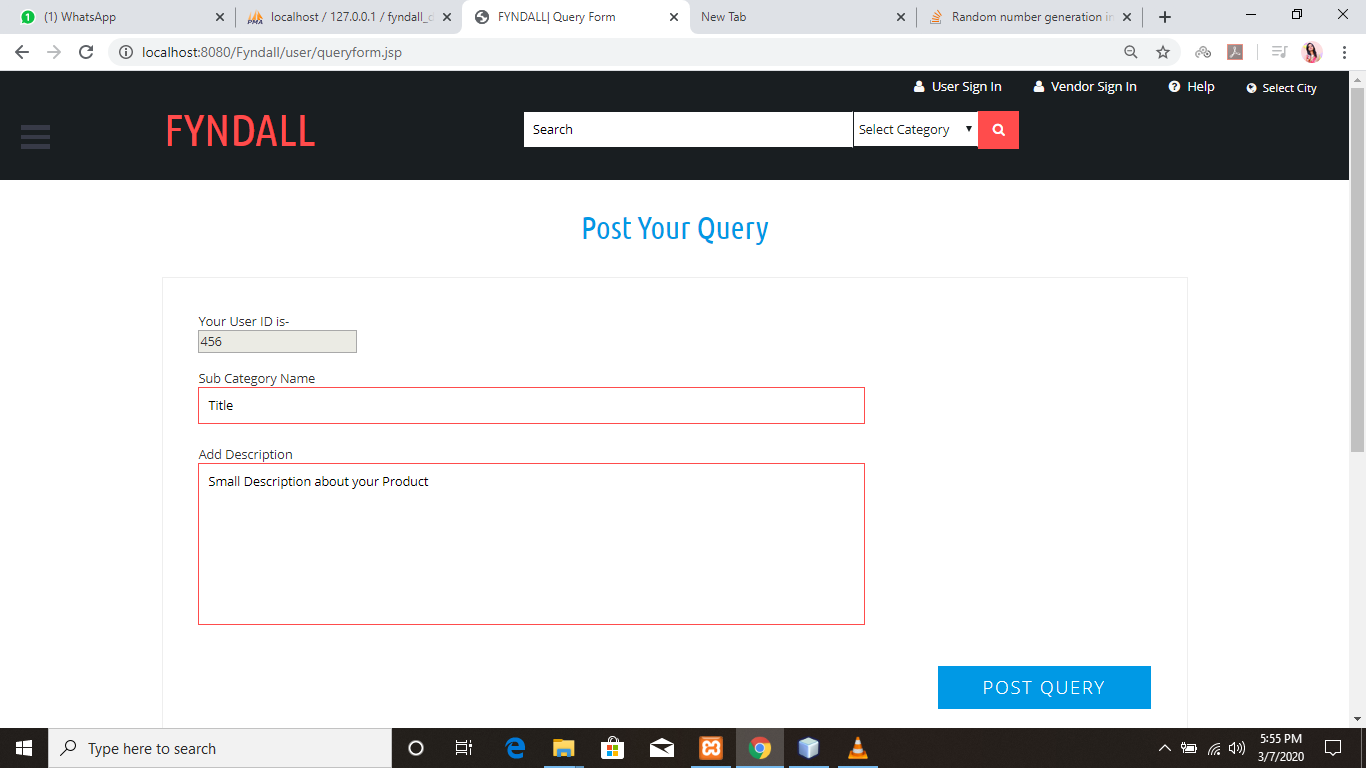 (1) WhatsApp
localhost / 127.0.0.1 / fyndall_d
FYNDALL| Query Form
New Tab
Random number generation in
localhost:8080/Fyndall/user/queryform.jsp
User Sign In
Vendor Sign In
Help
Select City
FYNDALL
Search
Select Category
Post Your Query
Your User ID is-
456
Sub Category Name
Title
Add Description
Small Description about your Product
POST QUERY
Type here to search
5:55 PM
3/7/2020